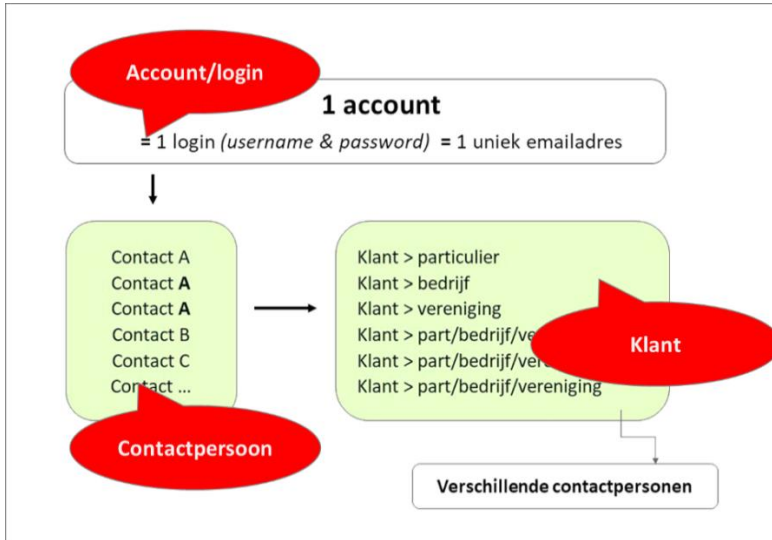 Account/login
1 account
= 1 login (username & password) = 1 uniek emailadres
Contact A
Contact A
Contact A
Contact B
Contact C
Contact ...
Klant > particulier
Klant > bedrijf
Klant > vereniging
Klant > part/bedrijf/ve
Klant > part/bedrijf/ver
Klant > part/bedrijf/vereniging
Klant
Contactpersoon
Verschillende contactpersonen